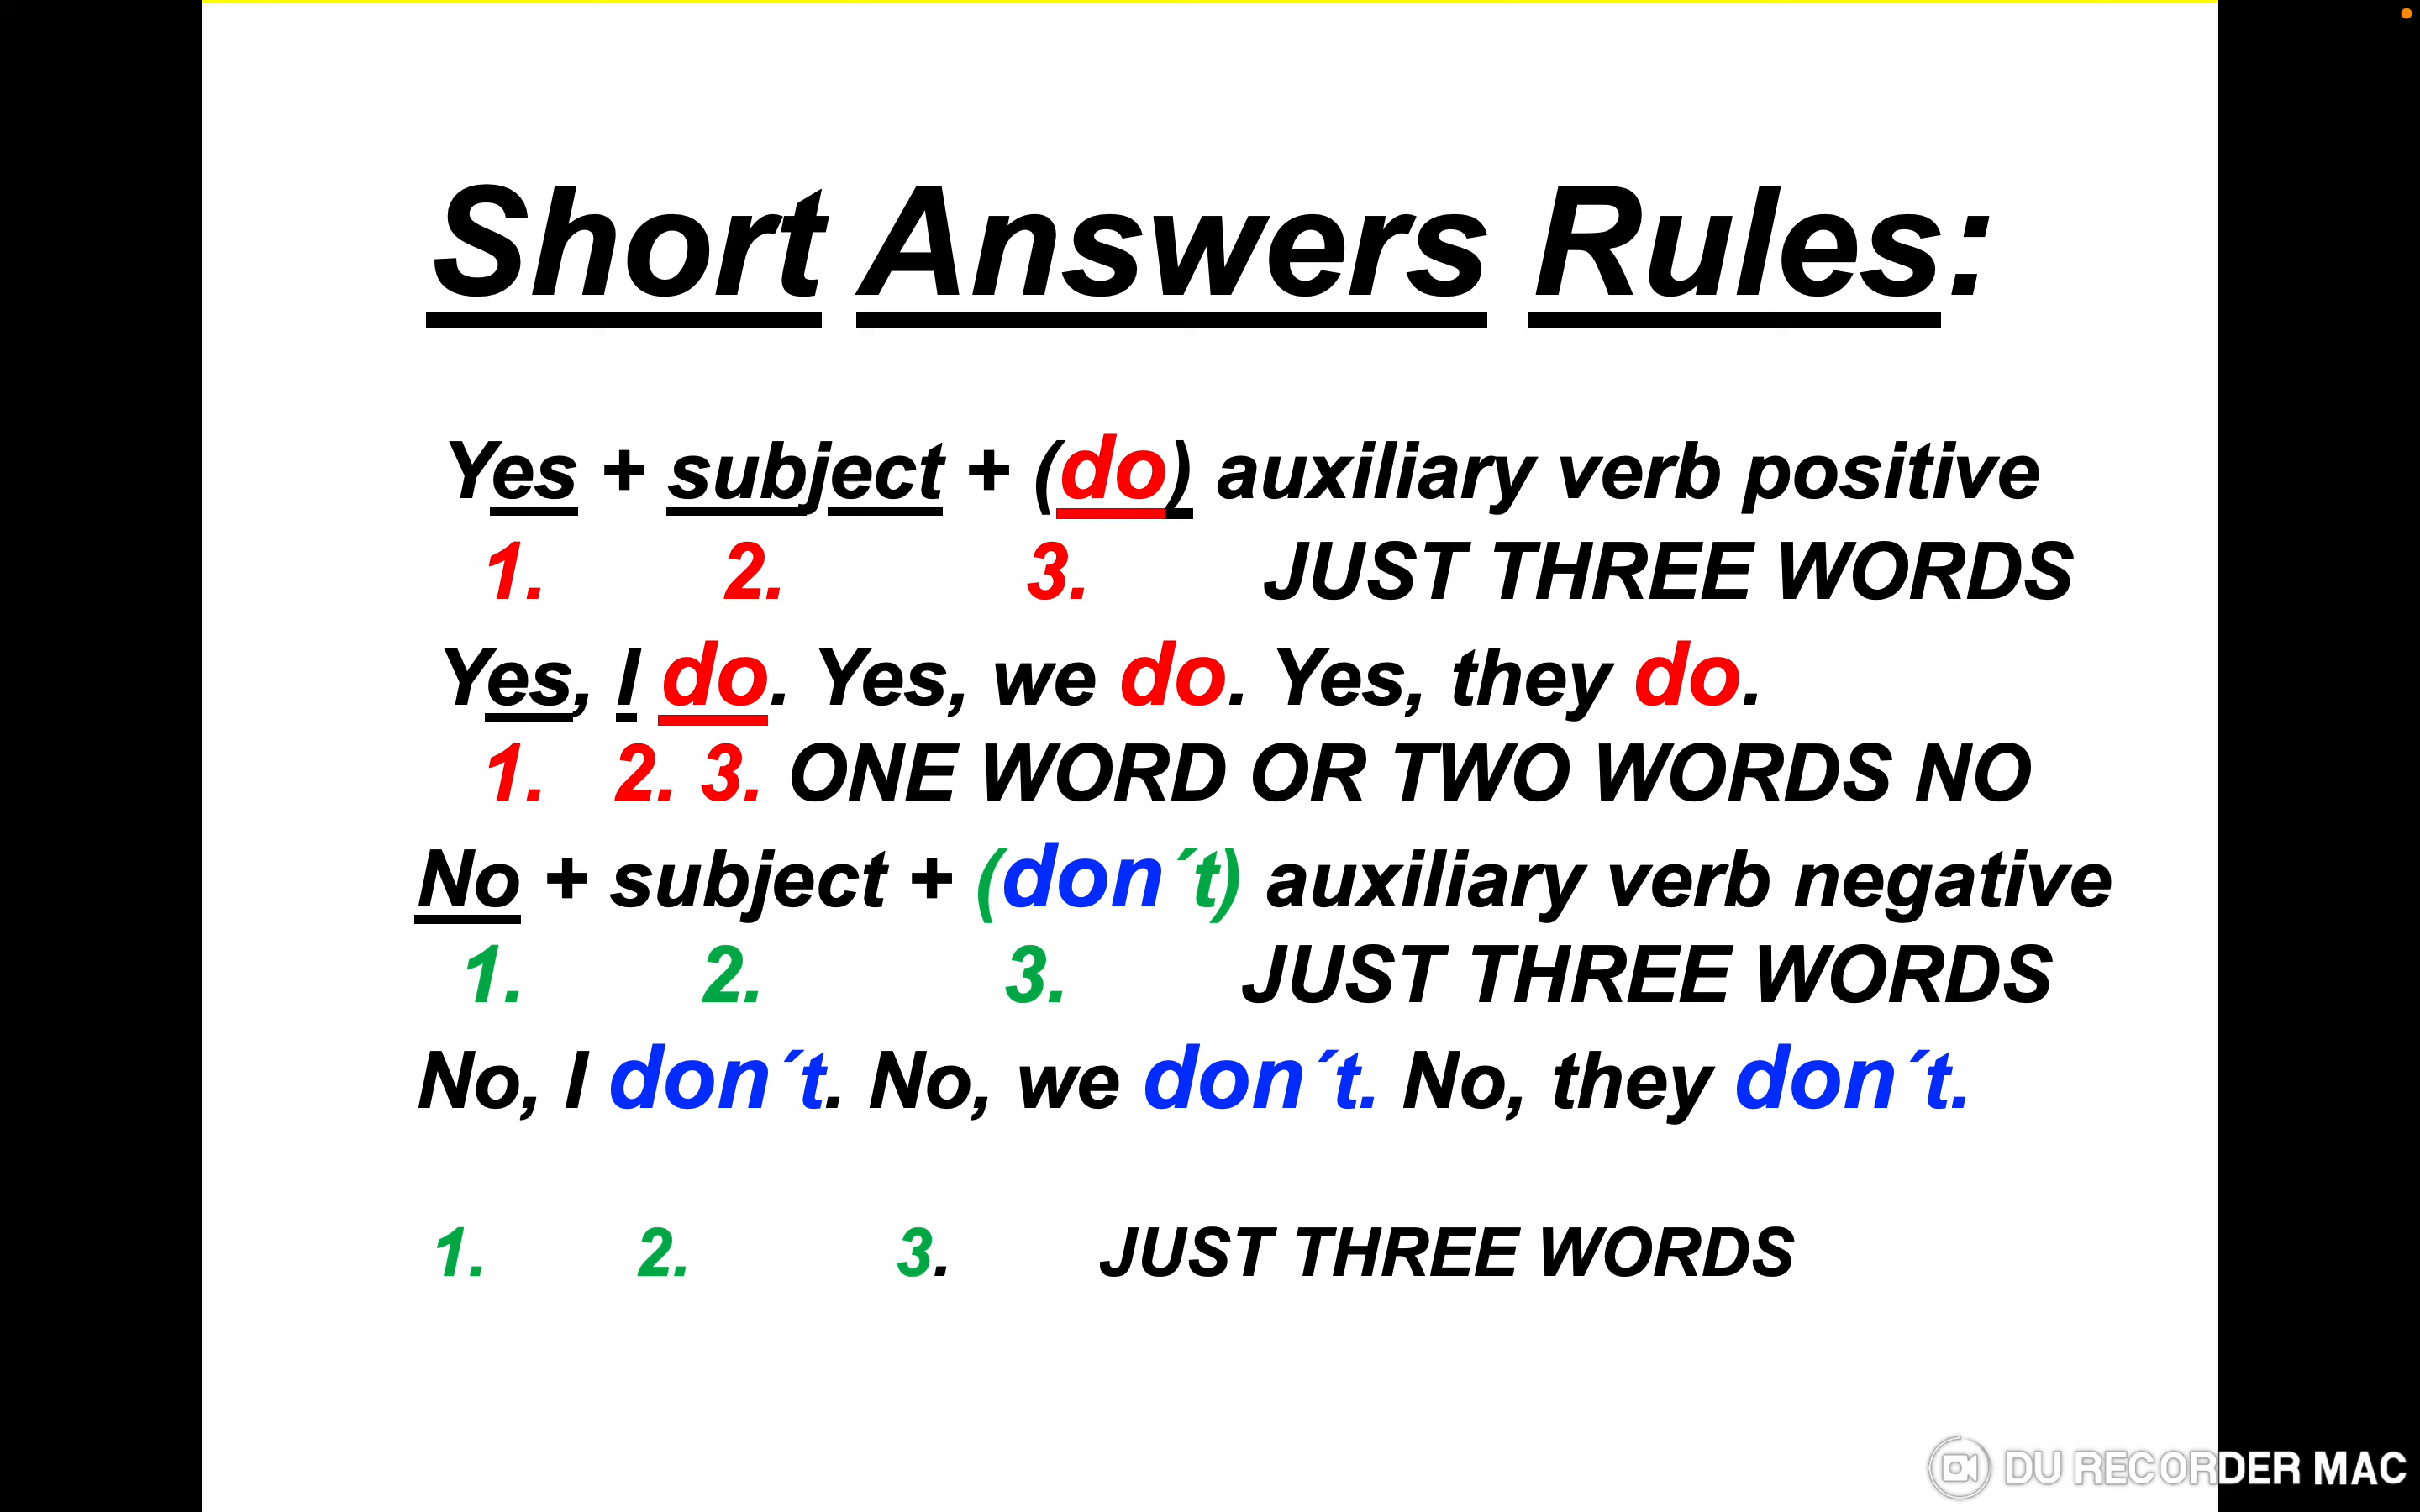 Short Answers Rules:
Yes + subject + (do) auxiliary verb positive
1. 2. 3. JUST THREE WORDS
Yes, I do. Yes, we do. Yes, they do.
1. 2. 3. ONE WORD OR TWO WORDS NO
No + subject + (don´t) auxiliary verb negative
1. 2. 3. JUST THREE WORDS
No, I don´t. No, we don´t. No, they don´t.
1. 2. 3. JUST THREE WORDS
DU RECORDER MAC